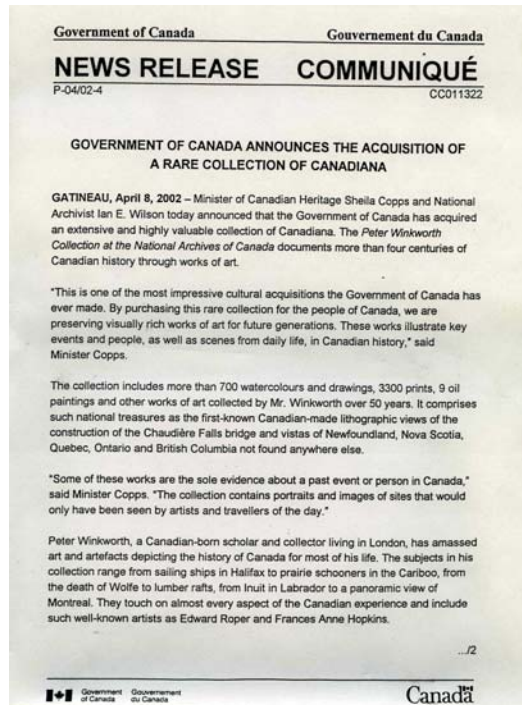 Government of Canada Gouvernement du Canada
NEWS RELEASE COMMUNIQUÉ
P-04/02-4 CC011322
GOVERNMENT OF CANADA ANNOUNCES THE ACQUISITION OF
A RARE COLLECTION OF CANADIANA
GATINEAU, April 8, 2002 – Minister of Canadian Heritage Sheila Copps and National
Archivist Ian E. Wilson today announced that the Government of Canada has acquired
an extensive and highly valuable collection of Canadiana. The Peter Winkworth
Collection at the National Archives of Canada documents more than four centuries of
Canadian history through works of art.
"This is one of the most impressive cultural acquisitions the Government of Canada has
ever made. By purchasing this rare collection for the people of Canada, we are
preserving visually rich works of art for future generations. These works illustrate key
events and people, as well as scenes from daily life, in Canadian history," said
Minister Copps.
The collection includes more than 700 watercolours and drawings, 3300 prints, 9 oil
paintings and other works of art collected by Mr. Winkworth over 50 years. It comprises
such national treasures as the first-known Canadian-made lithographic views of the
construction of the Chaudière Falls bridge and vistas of Newfoundland, Nova Scotia,
Quebec, Ontario and British Columbia not found anywhere else.
"Some of these works are the sole evidence about a past event or person in Canada,"
said Minister Copps. "The collection contains portraits and images of sites that would
only have been seen by artists and travellers of the day."
Peter Winkworth, a Canadian-born scholar and collector living in London, has amassed
art and artefacts depicting the history of Canada for most of his life. The subjects in his
collection range from sailing ships in Halifax to prairie schooners in the Cariboo, from
the death of Wolfe to lumber rafts, from Inuit in Labrador to a panoramic view of
Montreal. They touch on almost every aspect of the Canadian experience and include
such well-known artists as Edward Roper and Frances Anne Hopkins.
.../2
Government Gouvernement
of Canada du Canada
Canada